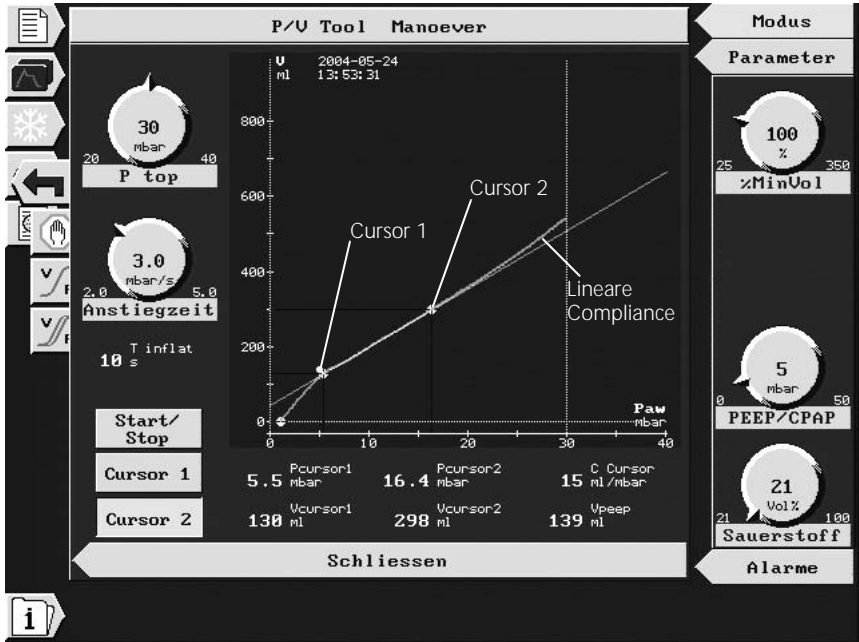 P/V Tool Manoever
Modus
Parameter
V 2004-05-24
ml 13:53:31
30
mbar
20 40
P top
3.0
mbar/s
2.0 5.0
Anstiegzeit
10 T inflat
s
Start/
Stop
Cursor 1
Cursor 2
800
600
400
200
0
0 10 20 30 40
Paw
mbar
Cursor 1
Cursor 2
Lineare
Compliance
5.5 Pcursor1
mbar
16.4 Pcursor2
mbar
15 C Cursor
ml/mbar
130 Vcursor1
ml
298 Vcursor2
ml
139 Vpeep
ml
Schliessen
100
%
25 350
%MinVol
5
mbar
0 50
PEEP/CPAP
21
Vol%
21 100
Sauerstoff
Alarme
V
V
i